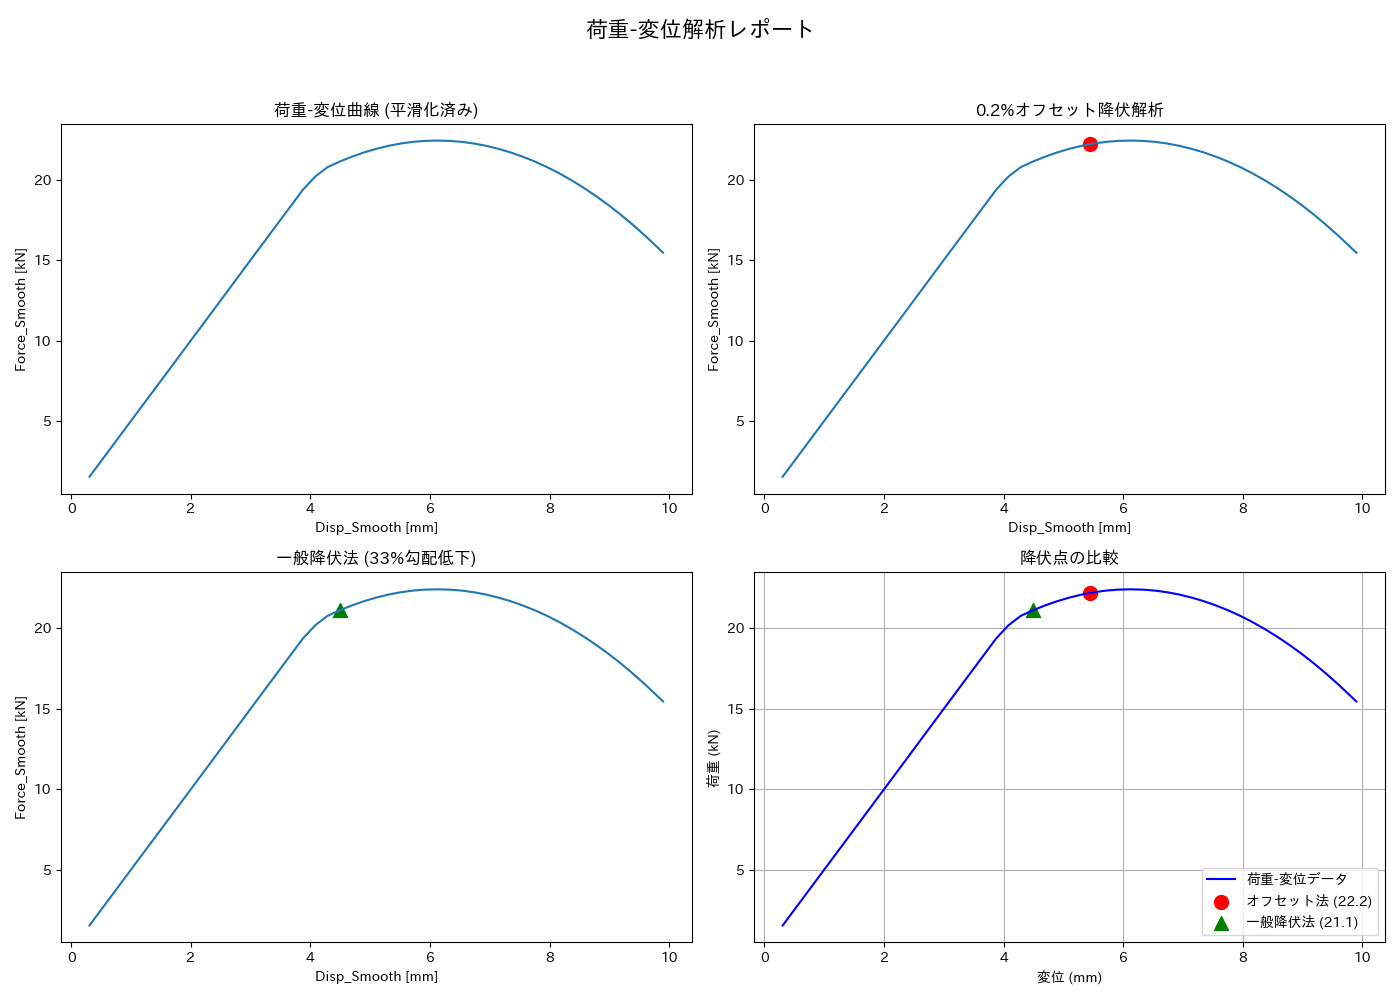 荷重-変位解析レポート
荷重-変位曲線 (平滑化済み)
Force_Smooth [kN]
20
15
10
5
0 2 4 6 8 10
Disp_Smooth [mm]
0.2%オフセット降伏解析
Force_Smooth [kN]
20
15
10
5
0 2 4 6 8 10
Disp_Smooth [mm]
一般降伏法 (33%勾配低下)
Force_Smooth [kN]
20
15
10
5
0 2 4 6 8 10
Disp_Smooth [mm]
降伏点の比較
荷重 (kN)
20
15
10
5
荷重-変位データ
オフセット法 (22.2)
一般降伏法 (21.1)
0 2 4 6 8 10
変位 (mm)